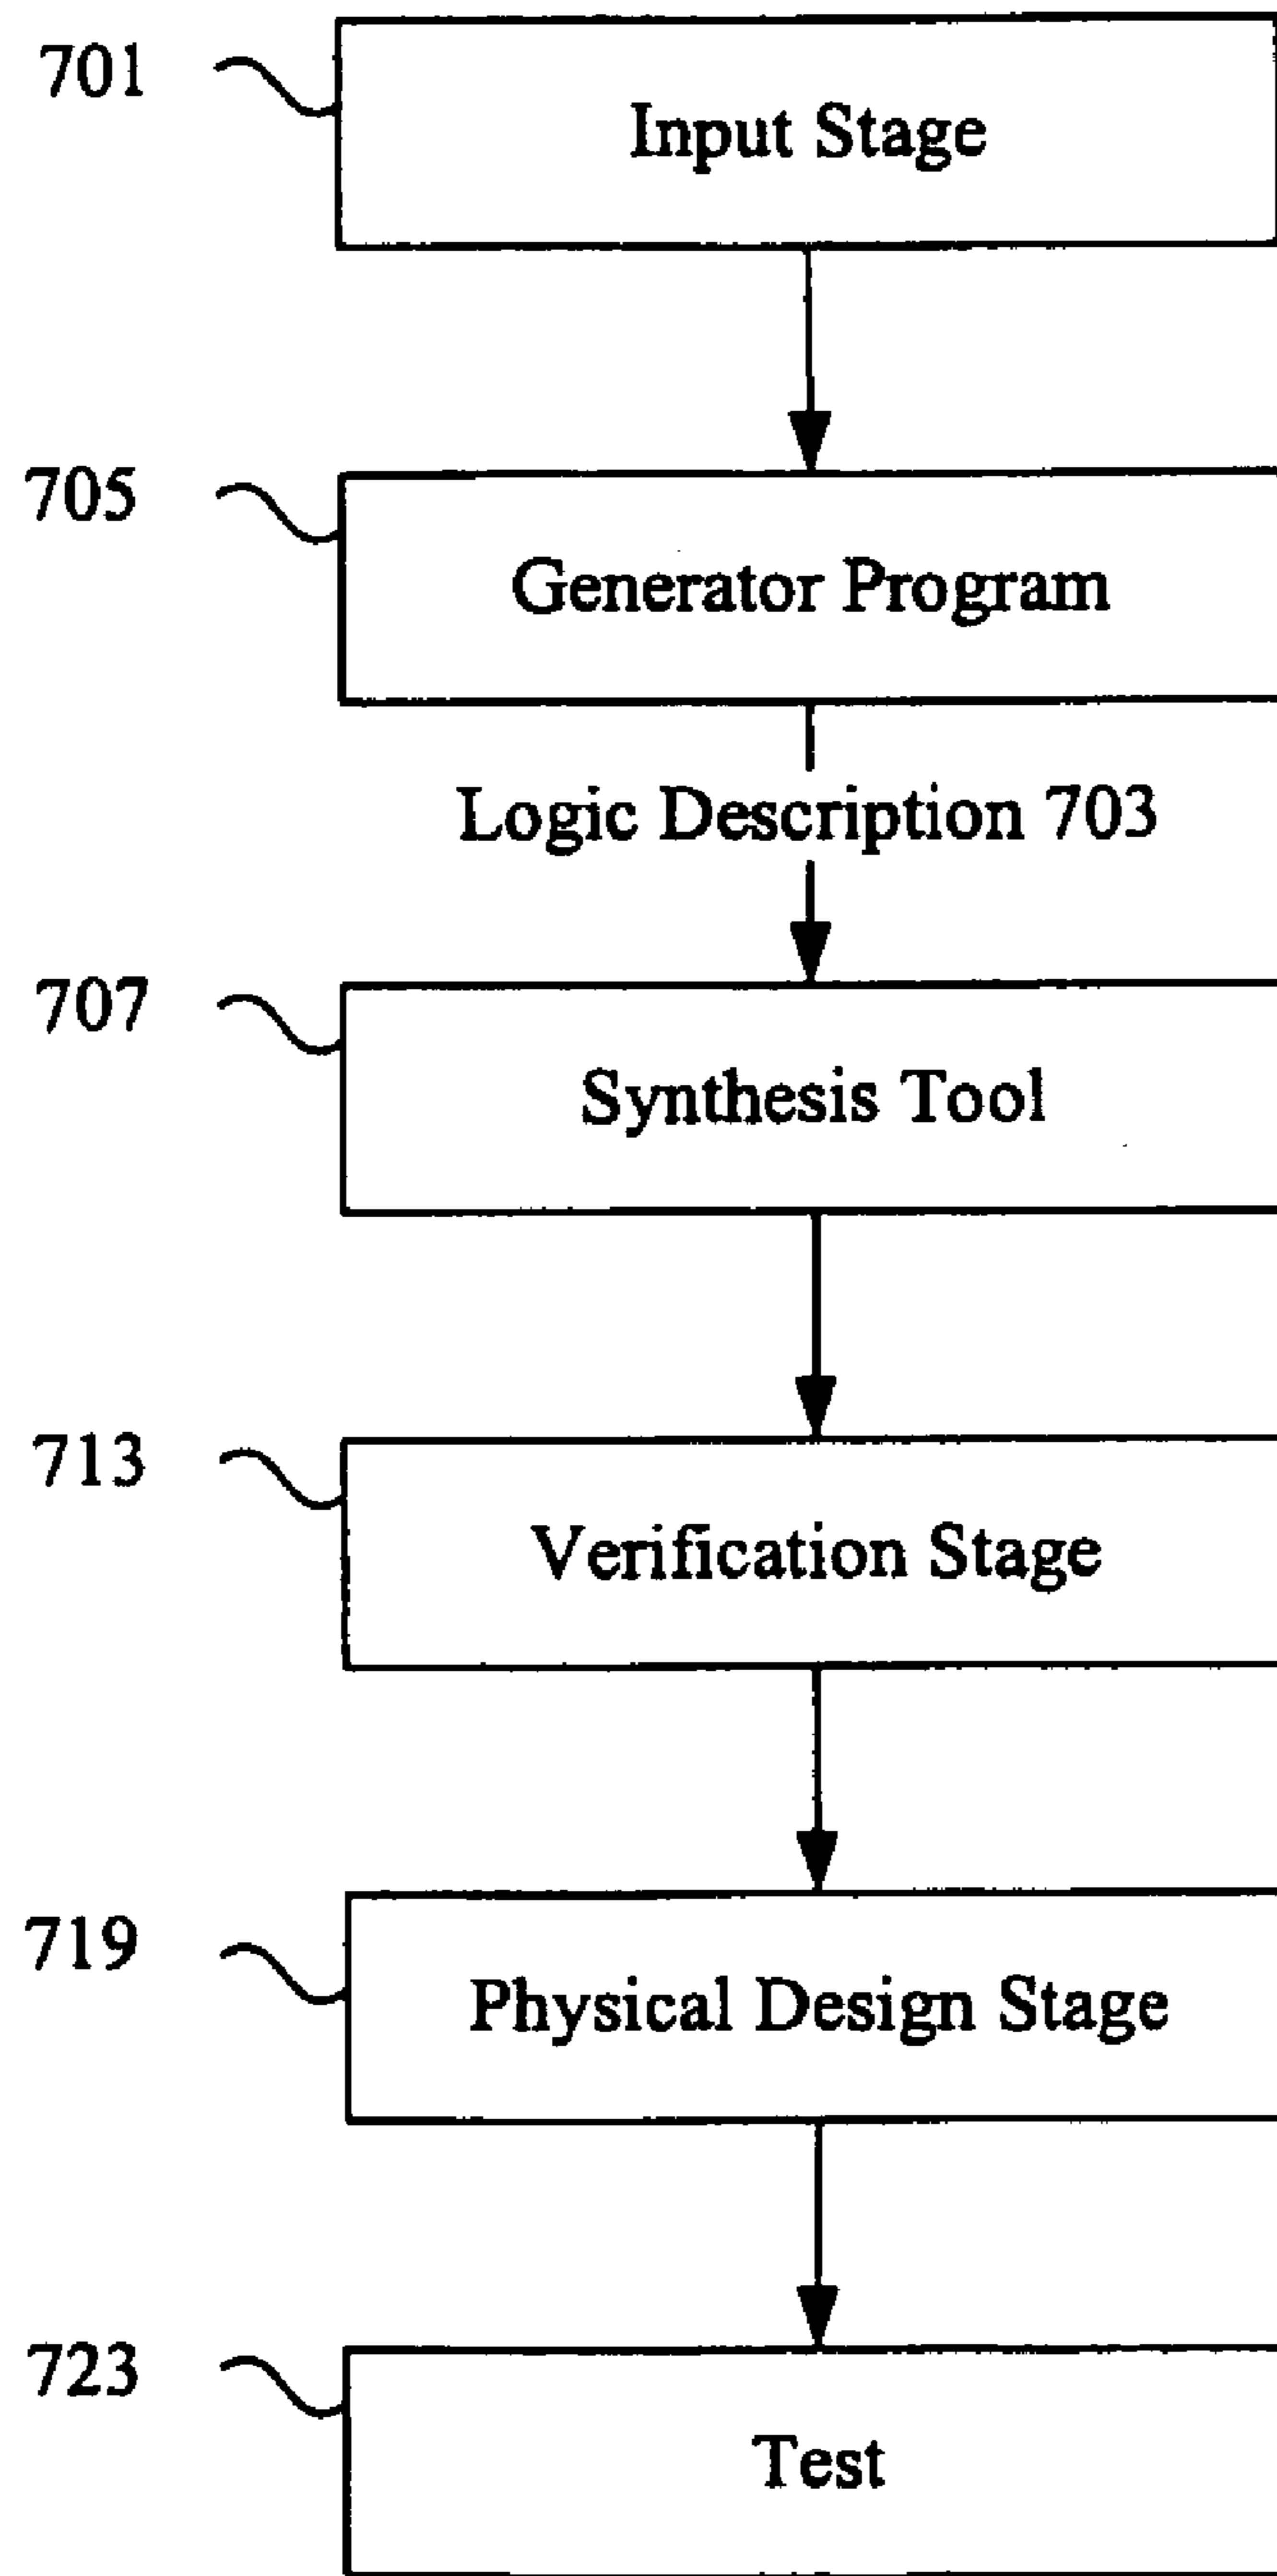 701
Input Stage
705
Generator Program
Logic Description 703
707
Synthesis Tool
713
Verification Stage
719
Physical Design Stage
723
Test